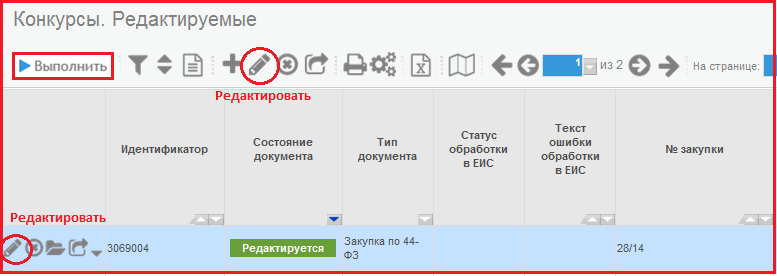 Конкурсы. Редактируемые
Выполнить
1 из 2
На странице:
Редактировать
Идентификатор
Состояние
документа
Тип
документа
Статус
обработки
в ЕИС
Текст
ошибки
обработки
в ЕИС
№ закупки
Редактировать
3069004
Редактируется
Закупка по 44-
ФЗ
28/14